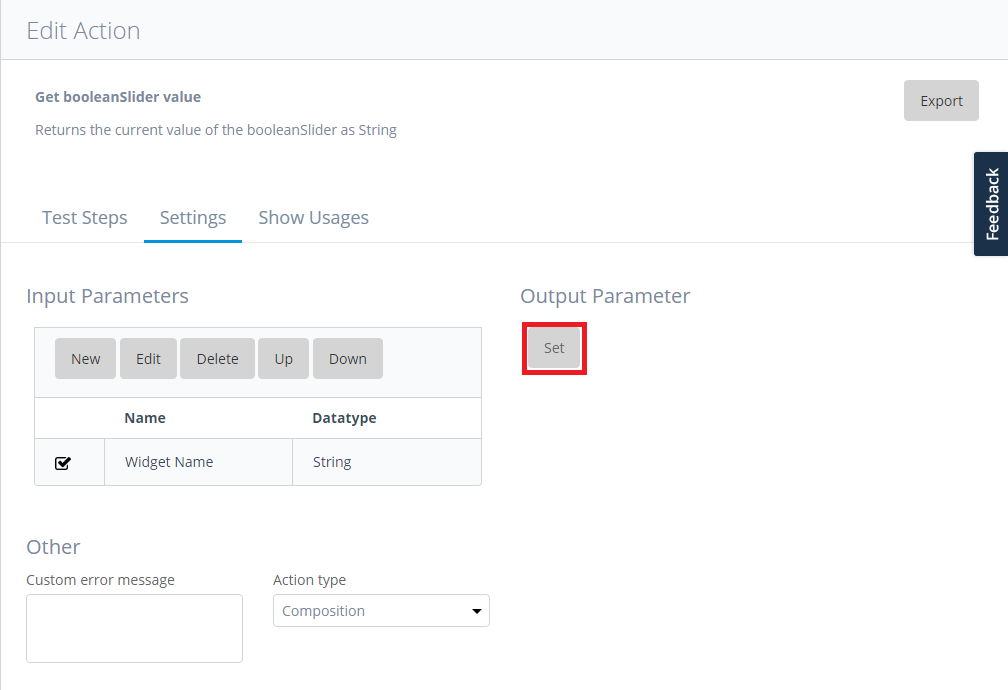 Edit Action
Get booleanSlider value
Export
Returns the current value of the booleanSlider as String
Feedback
Test Steps Settings Show Usages
Input Parameters
Output Parameter
New Edit Delete Up Down
Set
Name Datatype
Widget Name String
Other
Custom error message Action type
Composition